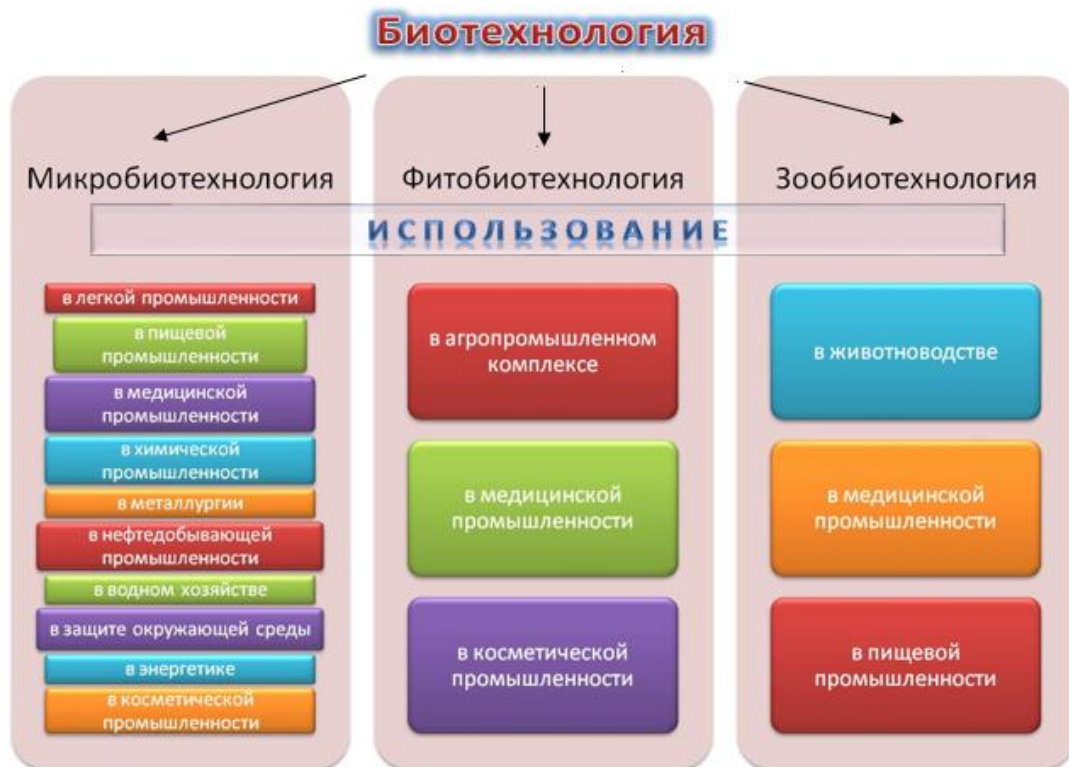 Биотехнология
Микробиотехнология
Фитобиотехнология
Зообиотехнология
ИСПОЛЬЗОВАНИЕ
в легкой промышленности
в пищевой
промышленности
в медицинской
промышленности
в химической
промышленности
в металлургии
в нефтедобывающей
промышленности
в водном хозяйстве
в защите окружающей среды
в энергетике
в косметической
промышленности
в агропромышленном
комплексе
в медицинской
промышленности
в косметической
промышленности
в животноводстве
в медицинской
промышленности
в пищевой
промышленности